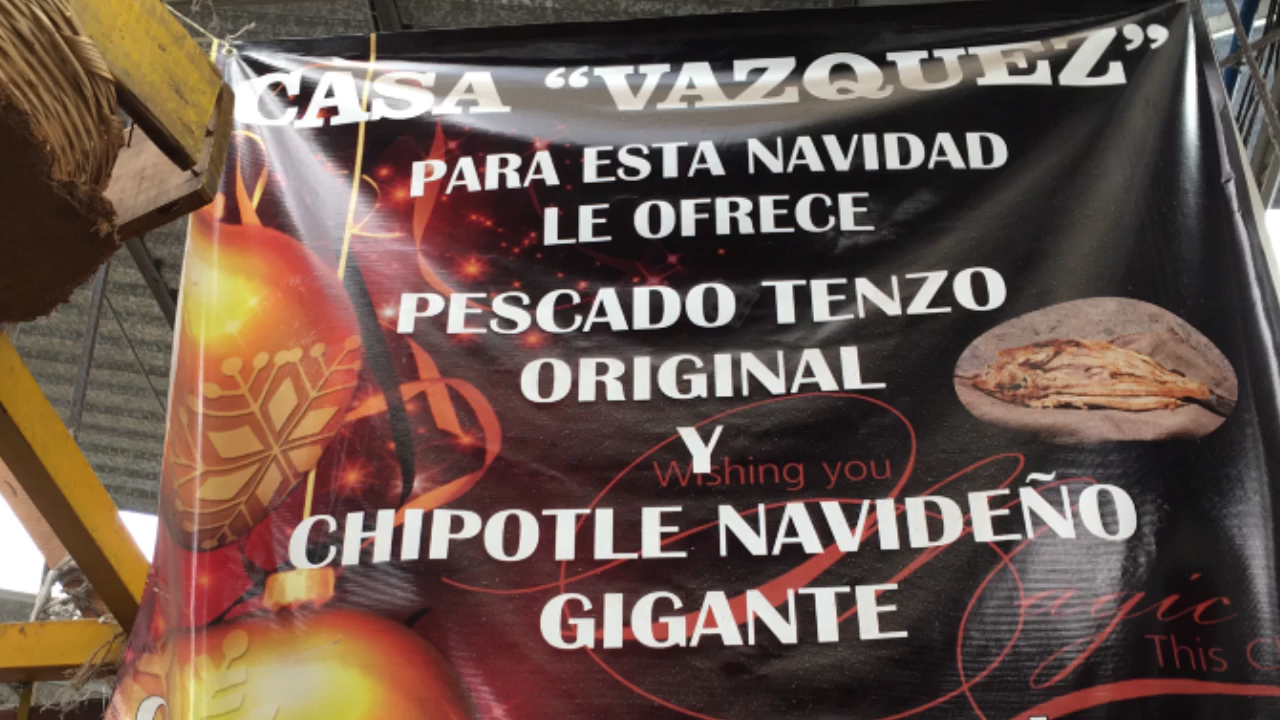 CASA “VAZQUEZ”
PARA ESTA NAVIDAD
LE OFRECE
PESCADO TENZO
ORIGINAL
Y
Wishing you
CHIPOTLE NAVIDEÑO
GIGANTE
Magic
This